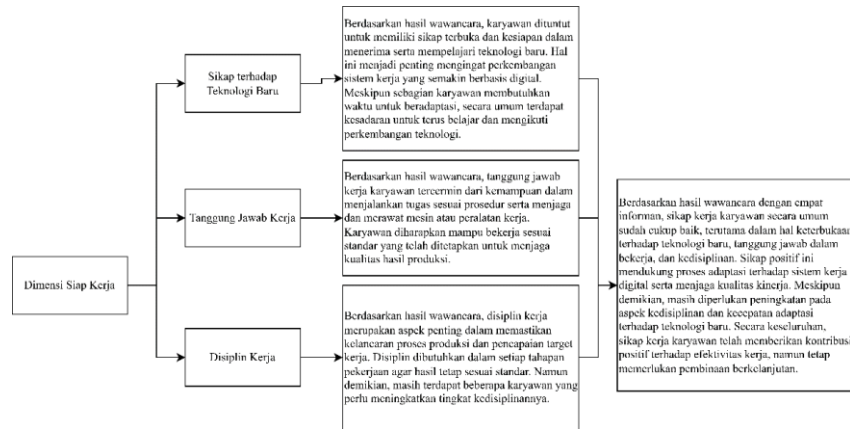 Dimensi Siap Kerja
Sikap terhadap
Teknologi Baru
Berdasarkan hasil wawancara, karyawan dituntut
untuk memiliki sikap terbuka dan kesiapan dalam
menerima serta mempelajari teknologi baru. Hal
ini menjadi penting mengingat perkembangan
sistem kerja yang semakin berbasis digital.
Meskipun sebagian karyawan membutuhkan
waktu untuk beradaptasi, secara umum terdapat
kesadaran untuk terus belajar dan mengikuti
perkembangan teknologi.
Tanggung Jawab Kerja
Berdasarkan hasil wawancara, tanggung jawab
kerja karyawan tercermin dari kemampuan dalam
menjalankan tugas sesuai prosedur serta menjaga
dan merawat mesin atau peralatan kerja.
Karyawan diharapkan mampu bekerja sesuai
standar yang telah ditetapkan untuk menjaga
kualitas hasil produksi.
Disiplin Kerja
Berdasarkan hasil wawancara, disiplin kerja
merupakan aspek penting dalam memastikan
kelancaran proses produksi dan pencapaian target
kerja. Disiplin dibutuhkan dalam setiap tahapan
pekerjaan agar hasil tetap sesuai standar. Namun
demikian, masih terdapat beberapa karyawan yang
perlu meningkatkan tingkat kedisiplinannya.
Berdasarkan hasil wawancara dengan empat
informan, sikap kerja karyawan secara umum
sudah cukup baik, terutama dalam hal keterbukaan
terhadap teknologi baru, tanggung jawab dalam
bekerja, dan kedisiplinan. Sikap positif ini
mendukung proses adaptasi terhadap sistem kerja
digital serta menjaga kualitas kinerja. Meskipun
demikian, masih diperlukan peningkatan pada
aspek kedisiplinan dan kecepatan adaptasi
terhadap teknologi baru. Secara keseluruhan,
sikap kerja karyawan telah memberikan kontribusi
positif terhadap efektivitas kerja, namun tetap
memerlukan pembinaan berkelanjutan.